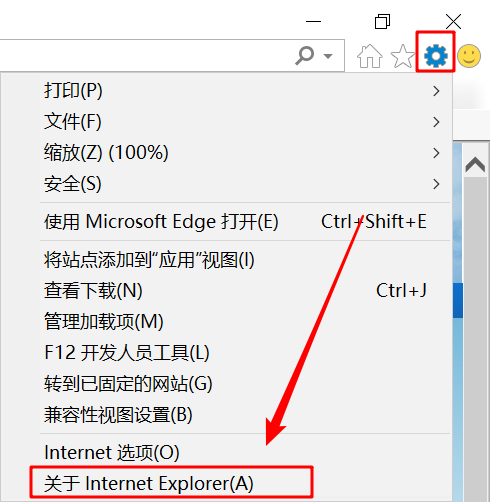 打印(P)
文件(F)
缩放(Z) (100%)
安全(S)
使用 Microsoft Edge 打开(E) Ctrl+Shift+E
将站点添加到“应用”视图(I)
查看下载(N) Ctrl+J
管理加载项(M)
F12 开发人员工具(L)
转到已固定的网站(G)
兼容性视图设置(B)
Internet 选项(O)
关于 Internet Explorer(A)